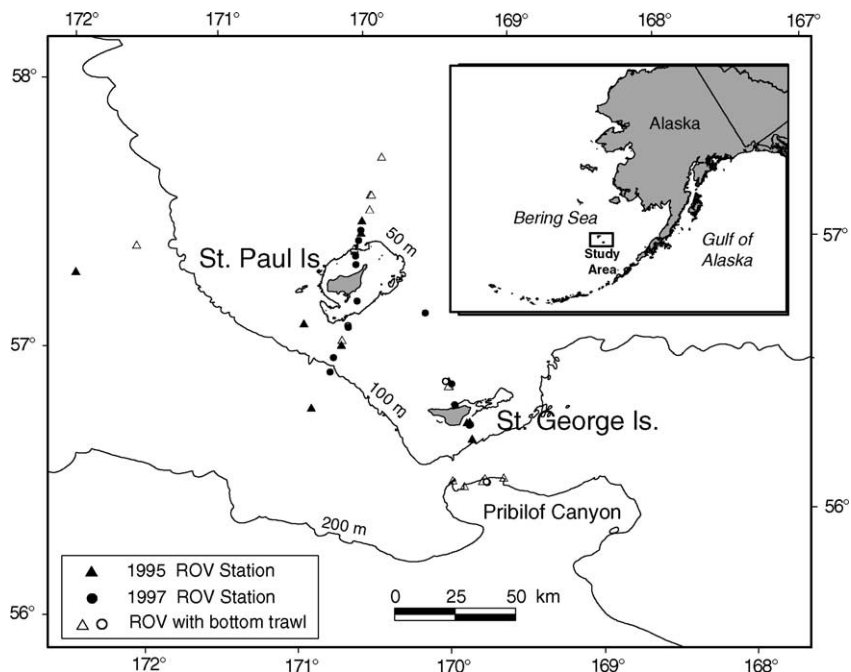 172 171° 170° 169° 168° 167°
58°
Alaska
Bering Sea
57°
Study
Area
Gulf of
Alaska
50 m
St. Paul Is.
57°
100 m
St. George Is.
Pribilof Canyon
56°
200 m
1995 ROV Station
1997 ROV Station
ROV with bottom trawl
0 25 50 km
56°
172° 171° 170° 169° 168°